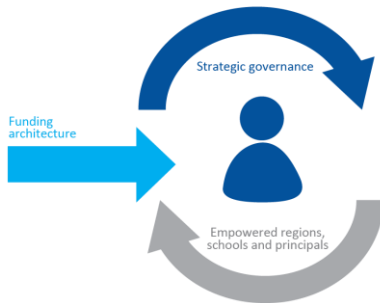 Strategic governance
Funding
architecture
Empowered regions,
schools and principals